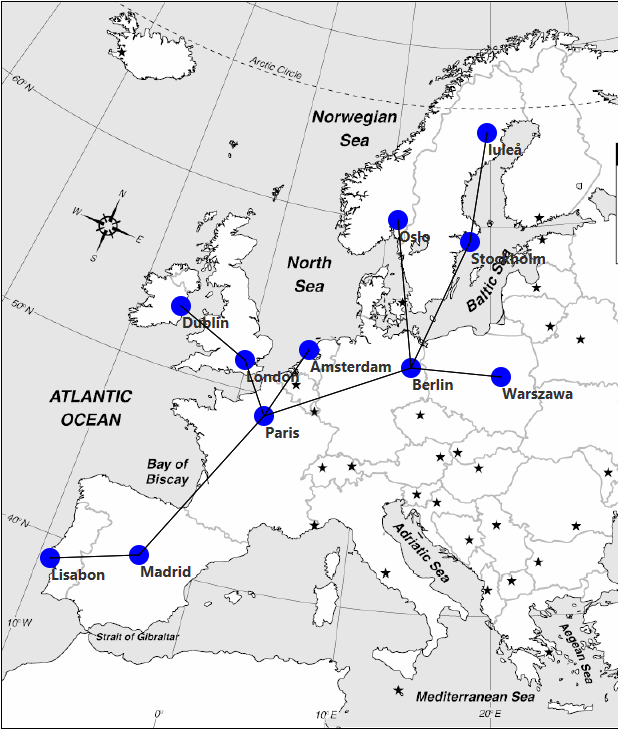 Arctic Circle
60°N
Norwegian
Sea
luleå
N
W
E
S
Oslo
Stockholm
North
Sea
Baltic Sea
50°N
Dublin
London
Amsterdam
Berlin
Warszawa
ATLANTIC
OCEAN
Paris
Bay of
Biscay
40°N
Adriatic Sea
Lisabon
Madrid
10°W
Strait of Gibraltar
Aegean Sea
Mediterranean Sea
0°
10°E
20°E